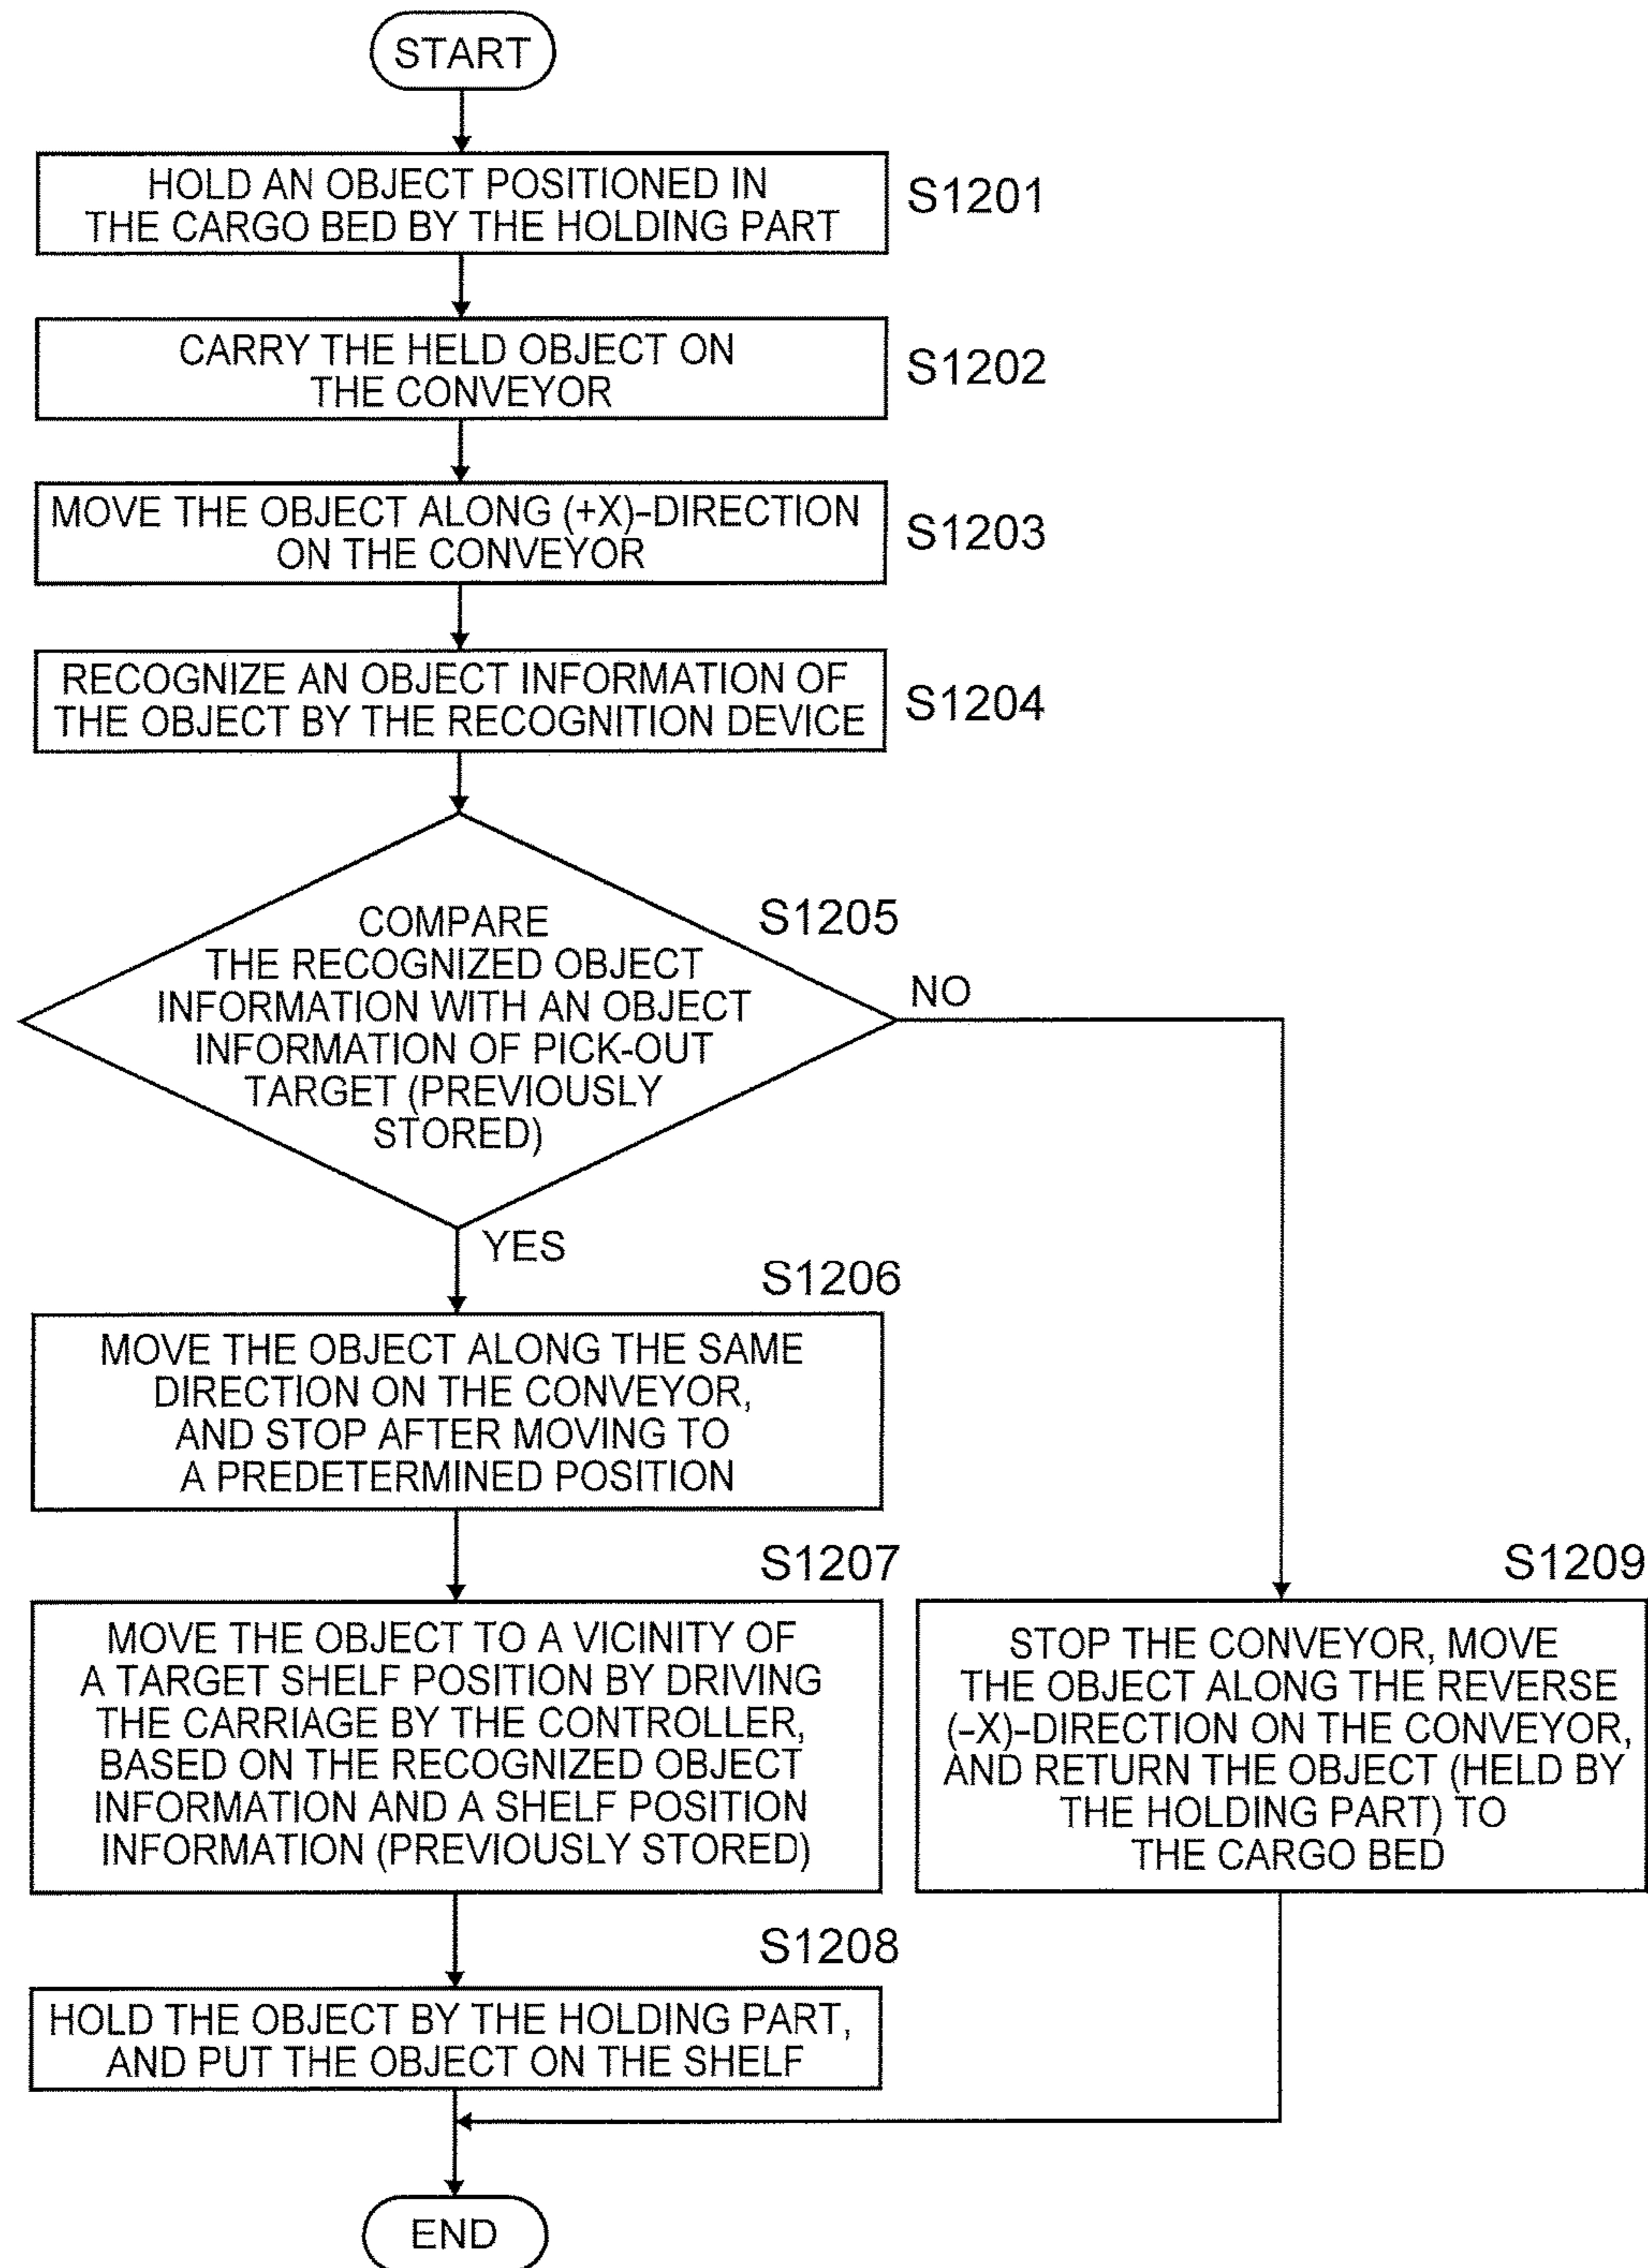 START
HOLD AN OBJECT POSITIONED IN
THE CARGO BED BY THE HOLDING PART
S1201
CARRY THE HELD OBJECT ON
THE CONVEYOR
S1202
MOVE THE OBJECT ALONG (+X)-DIRECTION
ON THE CONVEYOR
S1203
RECOGNIZE AN OBJECT INFORMATION OF
THE OBJECT BY THE RECOGNITION DEVICE
S1204
S1205
COMPARE
THE RECOGNIZED OBJECT
INFORMATION WITH AN OBJECT
INFORMATION OF PICK-OUT
TARGET (PREVIOUSLY
STORED)
NO
YES
S1206
MOVE THE OBJECT ALONG THE SAME
DIRECTION ON THE CONVEYOR,
AND STOP AFTER MOVING TO
A PREDETERMINED POSITION
S1207
MOVE THE OBJECT TO A VICINITY OF
A TARGET SHELF POSITION BY DRIVING
THE CARRIAGE BY THE CONTROLLER,
BASED ON THE RECOGNIZED OBJECT
INFORMATION AND A SHELF POSITION
INFORMATION (PREVIOUSLY STORED)
S1209
STOP THE CONVEYOR, MOVE
THE OBJECT ALONG THE REVERSE
(-X)-DIRECTION ON THE CONVEYOR,
AND RETURN THE OBJECT (HELD BY
THE HOLDING PART) TO
THE CARGO BED
S1208
HOLD THE OBJECT BY THE HOLDING PART,
AND PUT THE OBJECT ON THE SHELF
END